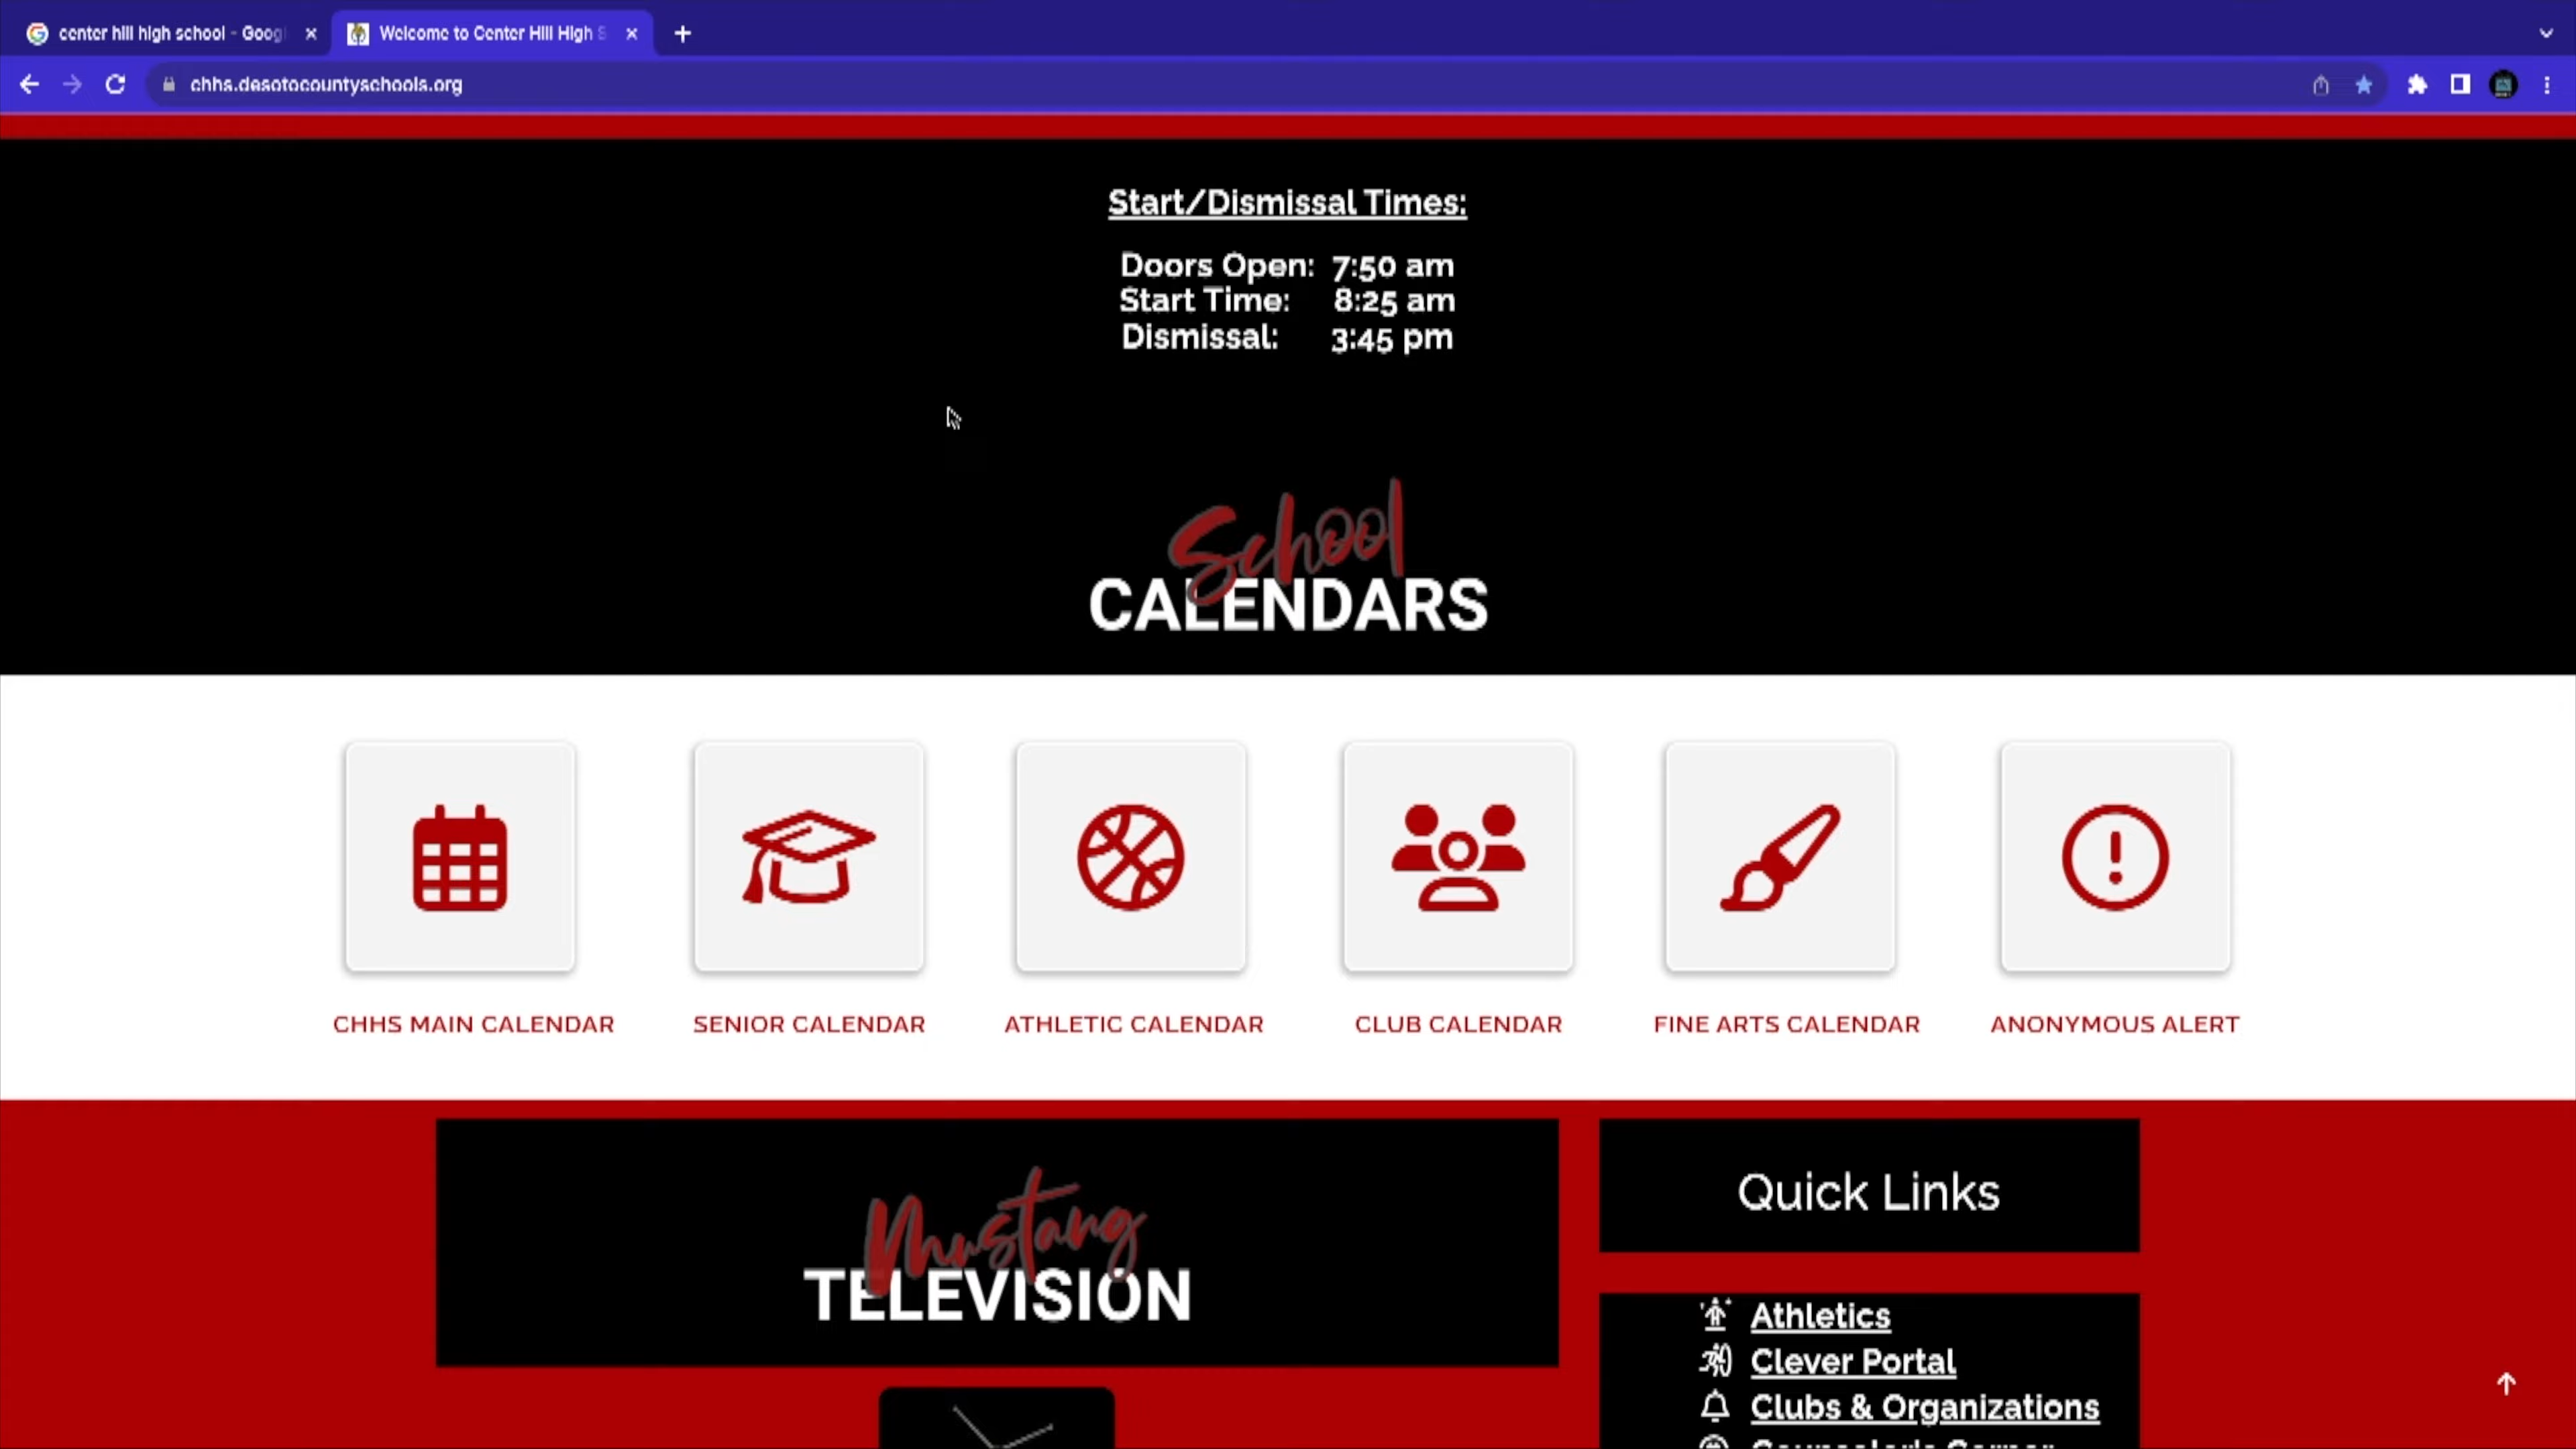 center hill high school - Goog
Welcome to Center Hill High S
chhs.desotocountyschools.org
Start/Dismissal Times:
Doors Open: 7:50 am
Start Time: 8:25 am
Dismissal: 3:45 pm
School
CALENDARS
CHHS MAIN CALENDAR
SENIOR CALENDAR
ATHLETIC CALENDAR
CLUB CALENDAR
FINE ARTS CALENDAR
ANONYMOUS ALERT
Mustang
TELEVISION
Quick Links
Athletics
Clever Portal
Clubs & Organizations